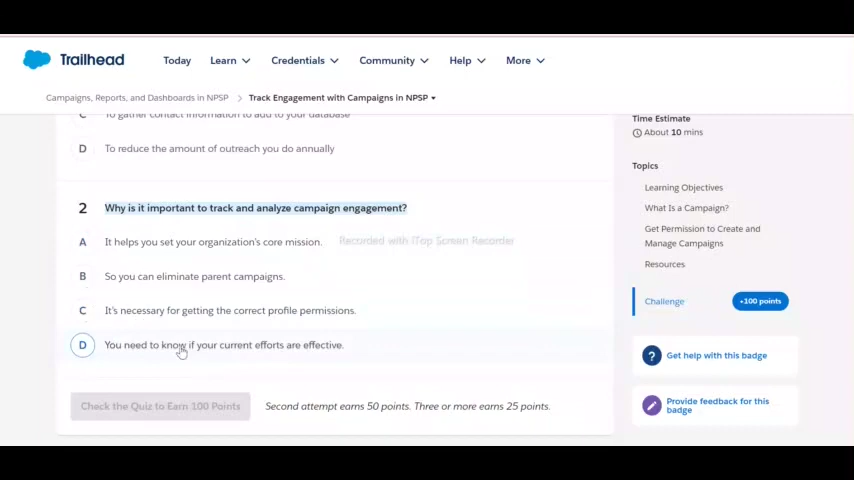 Trailhead
Today Learn Credentials Community Help More
Campaigns, Reports, and Dashboards in NPSP > Track Engagement with Campaigns in NPSP
C To gather contact information to add to your database
D To reduce the amount of outreach you do annually
2 Why is it important to track and analyze campaign engagement?
A It helps you set your organization's core mission.
B So you can eliminate parent campaigns.
C It's necessary for getting the correct profile permissions.
D You need to know if your current efforts are effective.
Check the Quiz to Earn 100 Points Second attempt earns 50 points. Three or more earns 25 points.
Recorded with iTop Screen Recorder
Time Estimate
About 10 mins
Topics
Learning Objectives
What Is a Campaign?
Get Permission to Create and
Manage Campaigns
Resources
Challenge +100 points
? Get help with this badge
Provide feedback for this
badge